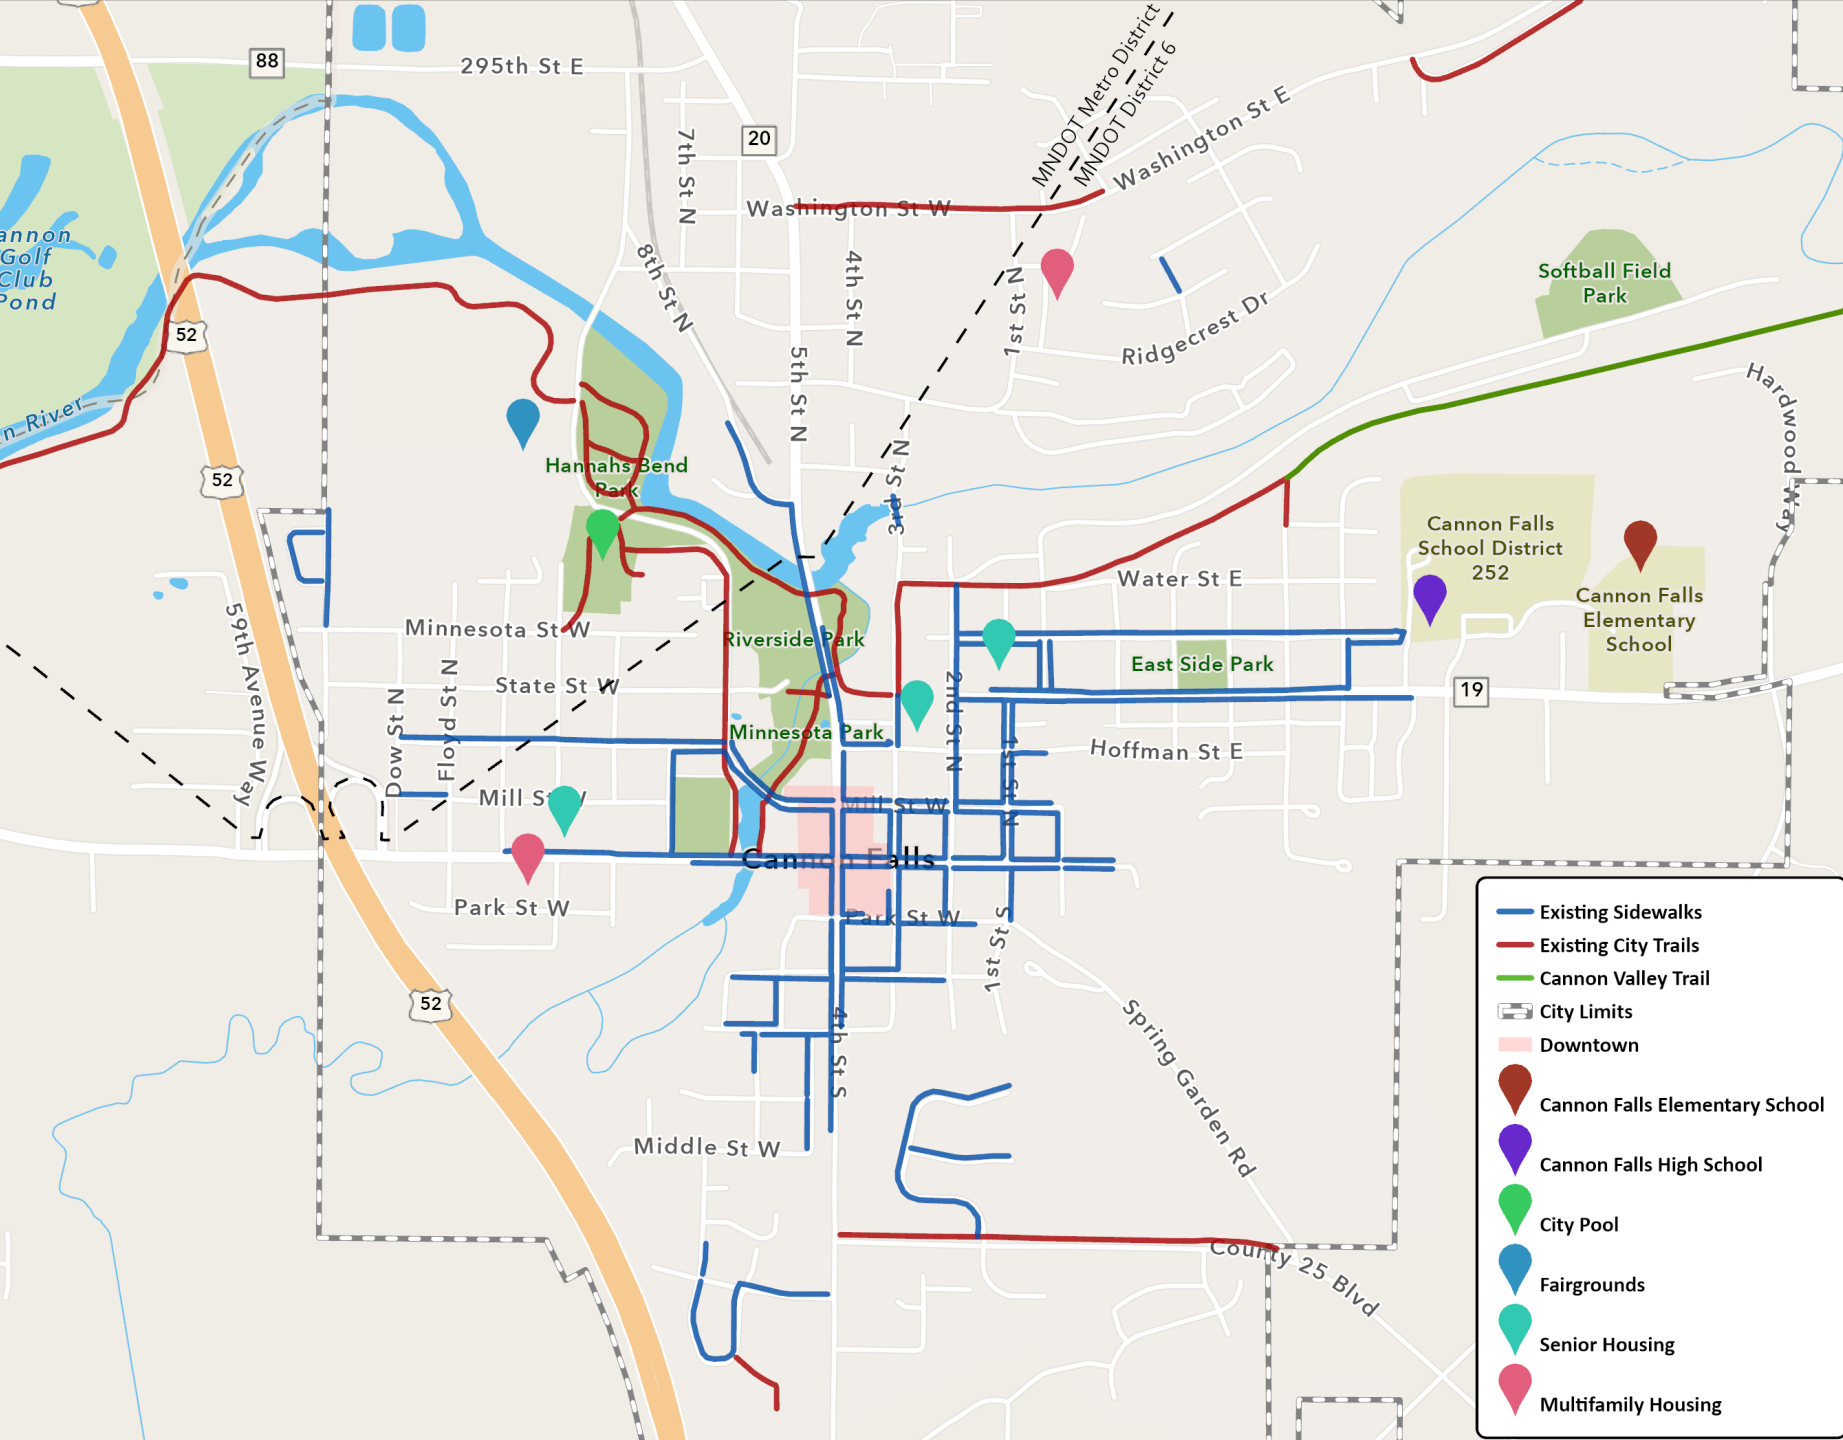 88
295th St E
20
7th St N
MNDOT Metro District
MNDOT District 6
Washington St E
Washington St W
8th St N
4th St N
1st St N
Cannon
Golf
Club
Pond
Softball Field
Park
52
Ridgecrest Dr
5th St N
Hardwood Way
n River
Hannahs Bend
Park
52
3rd St N
Cannon Falls
School District
252
Water St E
Cannon Falls
Elementary
School
59th Avenue Way
Minnesota St W
Riverside Park
East Side Park
State St W
19
Dow St N
Floyd St N
2nd St N
Minnesota Park
Hoffman St E
1st St N
Mill St W
Mill St W
Cannon Falls
Park St W
Park St W
1st St S
52
4th St S
Spring Garden Rd
Middle St W
County 25 Blvd
Existing Sidewalks
Existing City Trails
Cannon Valley Trail
City Limits
Downtown
Cannon Falls Elementary School
Cannon Falls High School
City Pool
Fairgrounds
Senior Housing
Multifamily Housing